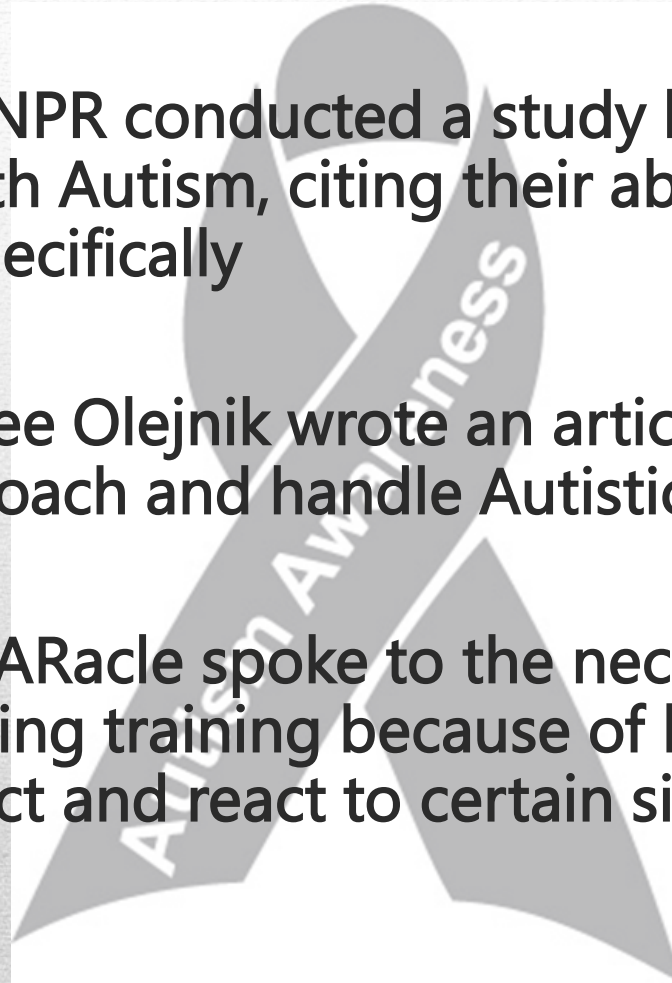 NPR conducted a study
th Autism, citing their ab
ecifically
ee Olejnik wrote an artic
oach and handle Autistic
ARacle spoke to the nec
ing training because of
ct and react to certain si
Autism Awareness